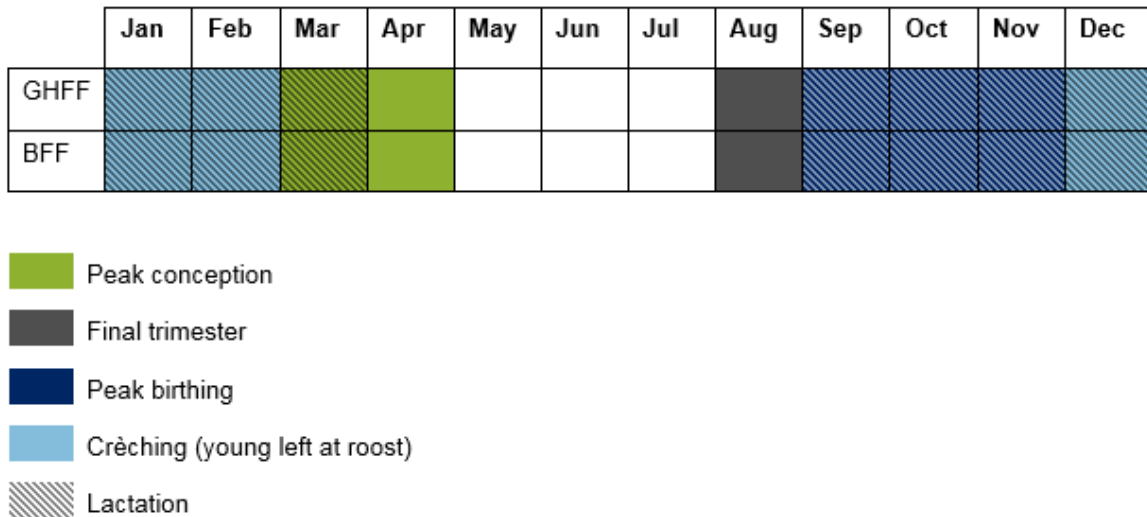 Jan Feb Mar Apr May Jun Jul Aug Sep Oct Nov Dec
GHFF
BFF
Peak conception
Final trimester
Peak birthing
Crèching (young left at roost)
Lactation